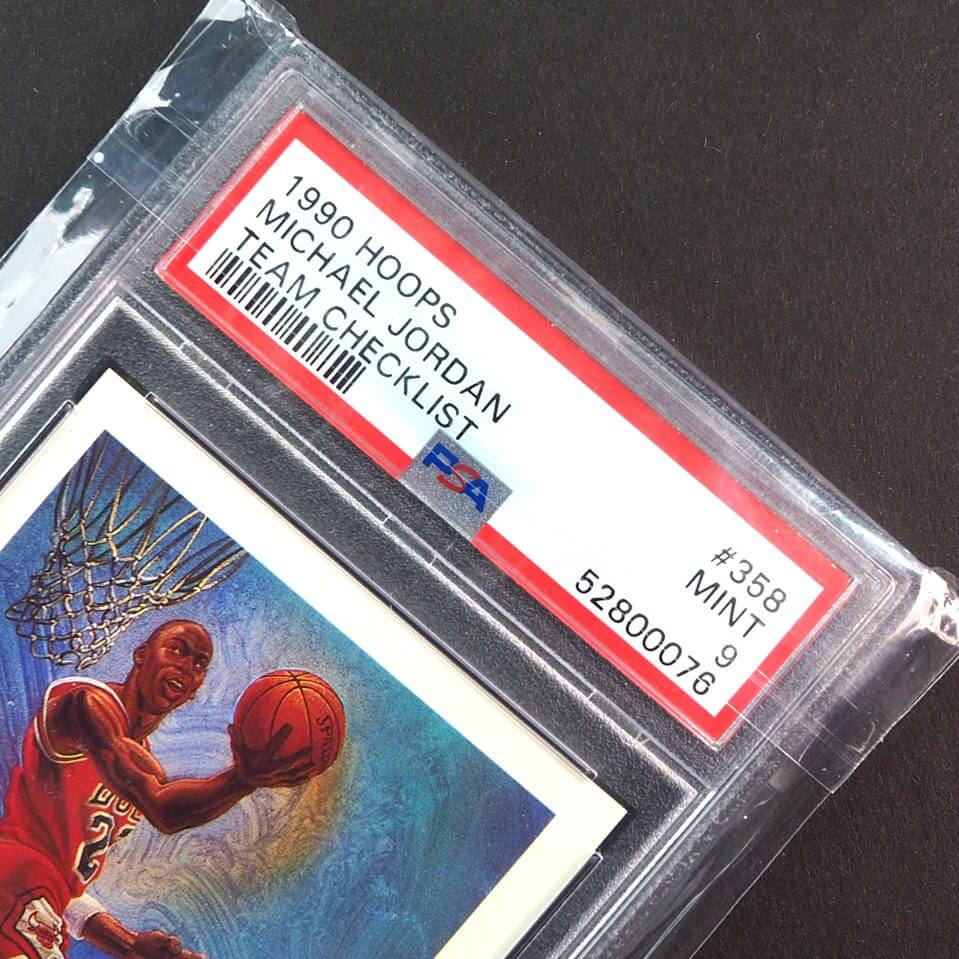 1990 HOOPS
MICHAEL JORDAN
TEAM CHECKLIST
#358
MINT
9
52800076
PSA